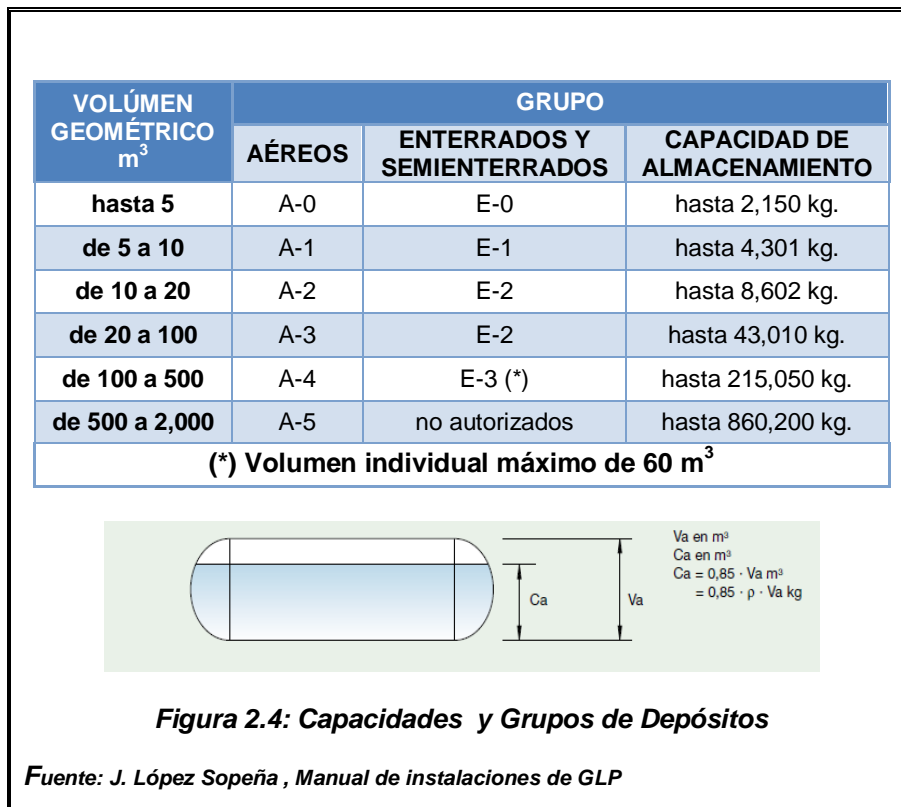 VOLÚMEN GEOMÉTRICO m³
GRUPO
AÉREOS
ENTERRADOS Y SEMIENTERRADOS
CAPACIDAD DE ALMACENAMIENTO
hasta 5 A-0 E-0 hasta 2,150 kg.
de 5 a 10 A-1 E-1 hasta 4,301 kg.
de 10 a 20 A-2 E-2 hasta 8,602 kg.
de 20 a 100 A-3 E-2 hasta 43,010 kg.
de 100 a 500 A-4 E-3 (*) hasta 215,050 kg.
de 500 a 2,000 A-5 no autorizados hasta 860,200 kg.
(*) Volumen individual máximo de 60 m³
Ca
Va
Va en m³
Ca en m³
Ca = 0,85 · Va m³
= 0,85 · ρ · Va kg
Figura 2.4: Capacidades y Grupos de Depósitos
Fuente: J. López Sopeña , Manual de instalaciones de GLP